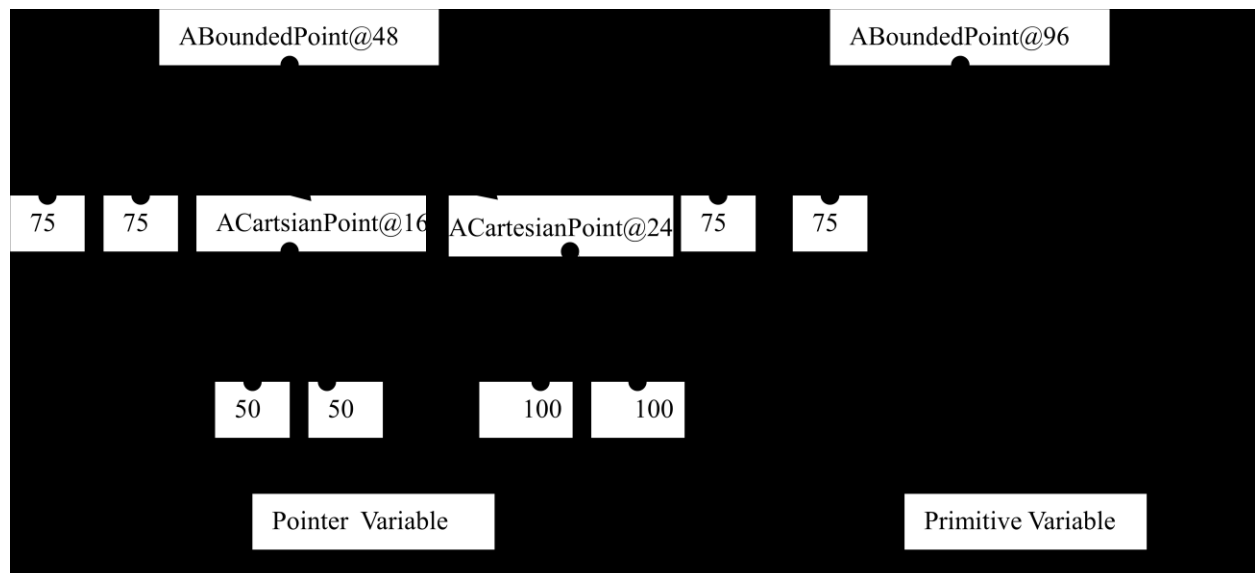 ABoundedPoint@48
ABoundedPoint@96
75
75
ACartsianPoint@16
ACartesianPoint@24
75
75
50
50
100
100
Pointer Variable
Primitive Variable